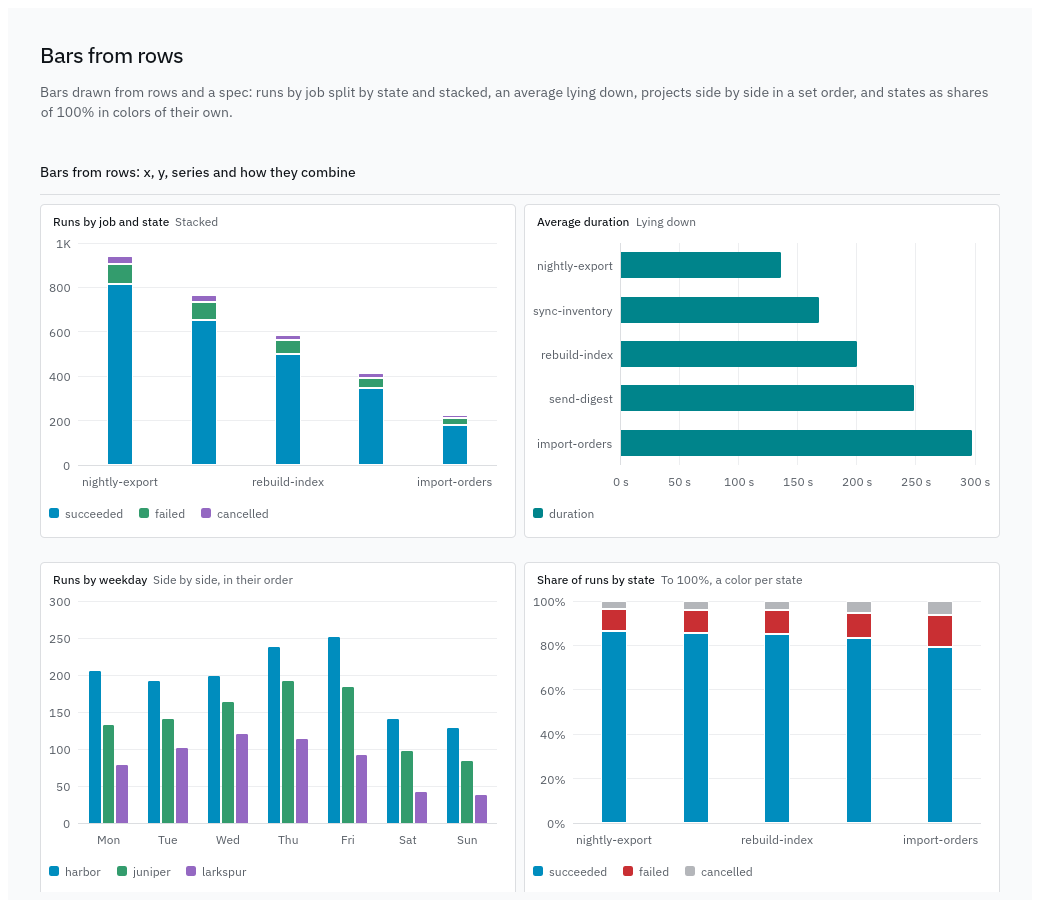 Bars from rows
Bars drawn from rows and a spec: runs by job split by state and stacked, an average lying down, projects side by side in a set order, and states as shares
of 100% in colors of their own.
Bars from rows: x, y, series and how they combine
Runs by job and state Stacked
1K
800
600
400
200
0
nightly-export rebuild-index import-orders
succeeded failed cancelled
Average duration Lying down
nightly-export
sync-inventory
rebuild-index
send-digest
import-orders
0 s 50 s 100 s 150 s 200 s 250 s 300 s
duration
Runs by weekday Side by side, in their order
300
250
200
150
100
50
0
Mon Tue Wed Thu Fri Sat Sun
harbor juniper larkspur
Share of runs by state To 100%, a color per state
100%
80%
60%
40%
20%
0%
nightly-export rebuild-index import-orders
succeeded failed cancelled